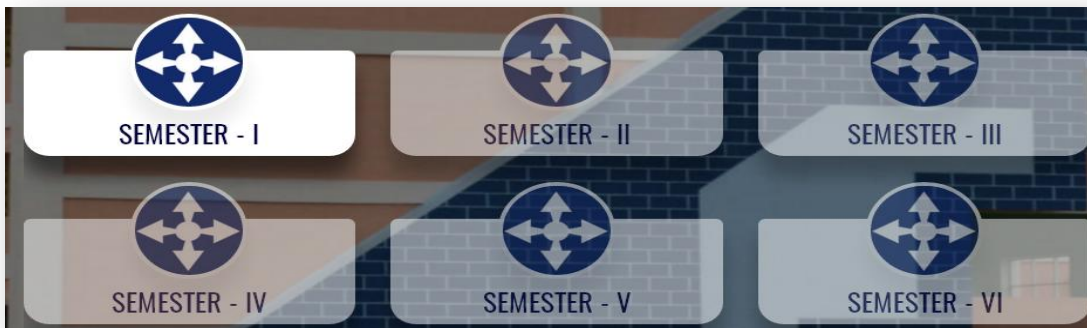 SEMESTER - I
SEMESTER - II
SEMESTER - III
SEMESTER - IV
SEMESTER - V
SEMESTER - VI